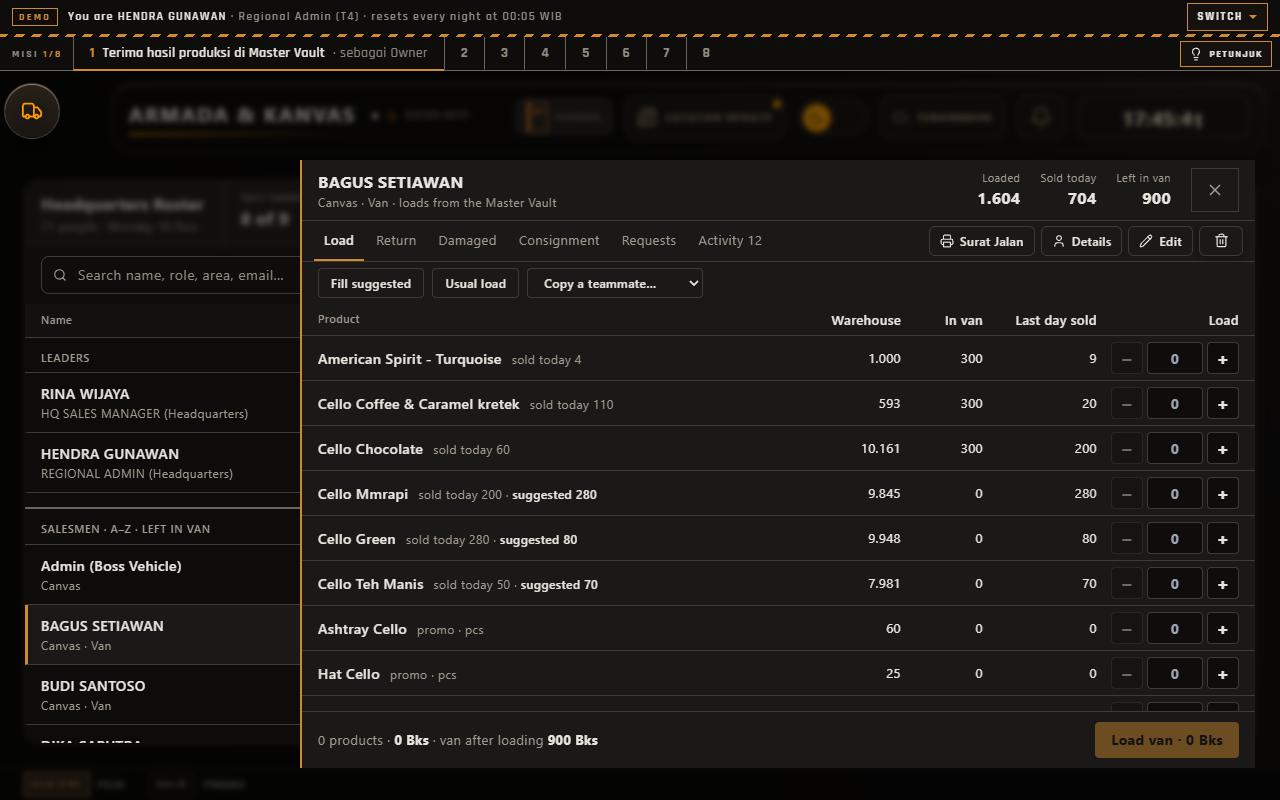 DEMO You are HENDRA GUNAWAN · Regional Admin (T4) · resets every night at 00:05 WIB SWITCH
MISI 1/8 1 Terima hasil produksi di Master Vault · sebagai Owner 2 3 4 5 6 7 8 PETUNJUK
ARMADA & KANVAS
BAGUS SETIAWAN
Canvas · Van · loads from the Master Vault
Loaded Sold today Left in van
1.604 704 900
Headquarters Roster
8 of 9
Load Return Damaged Consignment Requests Activity 12 Surat Jalan Details Edit
Search name, role, area, email...
Fill suggested Usual load Copy a teammate...
Name
Product Warehouse In van Last day sold Load
LEADERS
RINA WIJAYA
HQ SALES MANAGER (Headquarters)
HENDRA GUNAWAN
REGIONAL ADMIN (Headquarters)
SALESMEN · A–Z · LEFT IN VAN
Admin (Boss Vehicle)
Canvas
BAGUS SETIAWAN
Canvas · Van
BUDI SANTOSO
Canvas · Van
American Spirit - Turquoise sold today 4 1.000 300 9 − 0 +
Cello Coffee & Caramel kretek sold today 110 593 300 20 − 0 +
Cello Chocolate sold today 60 10.161 300 200 − 0 +
Cello Mmrapi sold today 200 · suggested 280 9.845 0 280 − 0 +
Cello Green sold today 280 · suggested 80 9.948 0 80 − 0 +
Cello Teh Manis sold today 50 · suggested 70 7.981 0 70 − 0 +
Ashtray Cello promo · pcs 60 0 0 − 0 +
Hat Cello promo · pcs 25 0 0 − 0 +
0 products · 0 Bks · van after loading 900 Bks Load van · 0 Bks